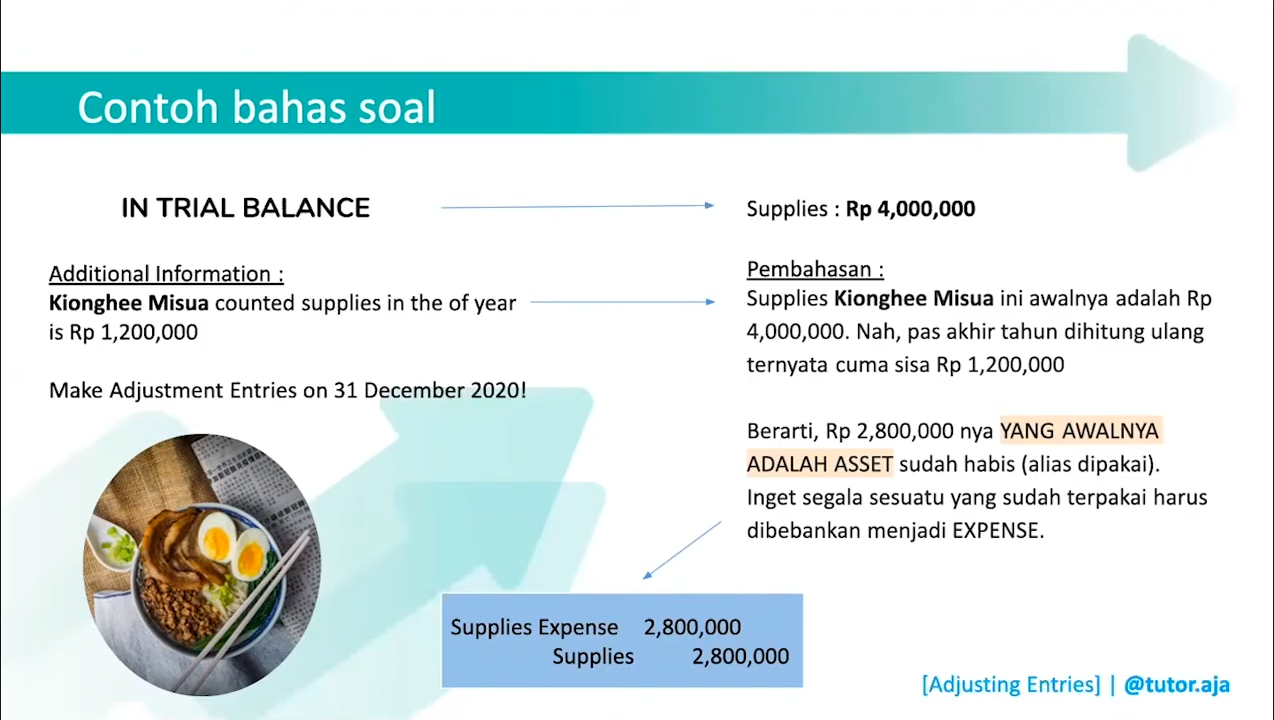 Contoh bahas soal
IN TRIAL BALANCE
Supplies : Rp 4,000,000
Additional Information :
Kionghee Misua counted supplies in the of year
is Rp 1,200,000
Make Adjustment Entries on 31 December 2020!
Pembahasan :
Supplies Kionghee Misua ini awalnya adalah Rp
4,000,000. Nah, pas akhir tahun dihitung ulang
ternyata cuma sisa Rp 1,200,000
Berarti, Rp 2,800,000 nya YANG AWALNYA
ADALAH ASSET sudah habis (alias dipakai).
Inget segala sesuatu yang sudah terpakai harus
dibebankan menjadi EXPENSE.
Supplies Expense 2,800,000
Supplies 2,800,000
[Adjusting Entries] | @tutor.aja